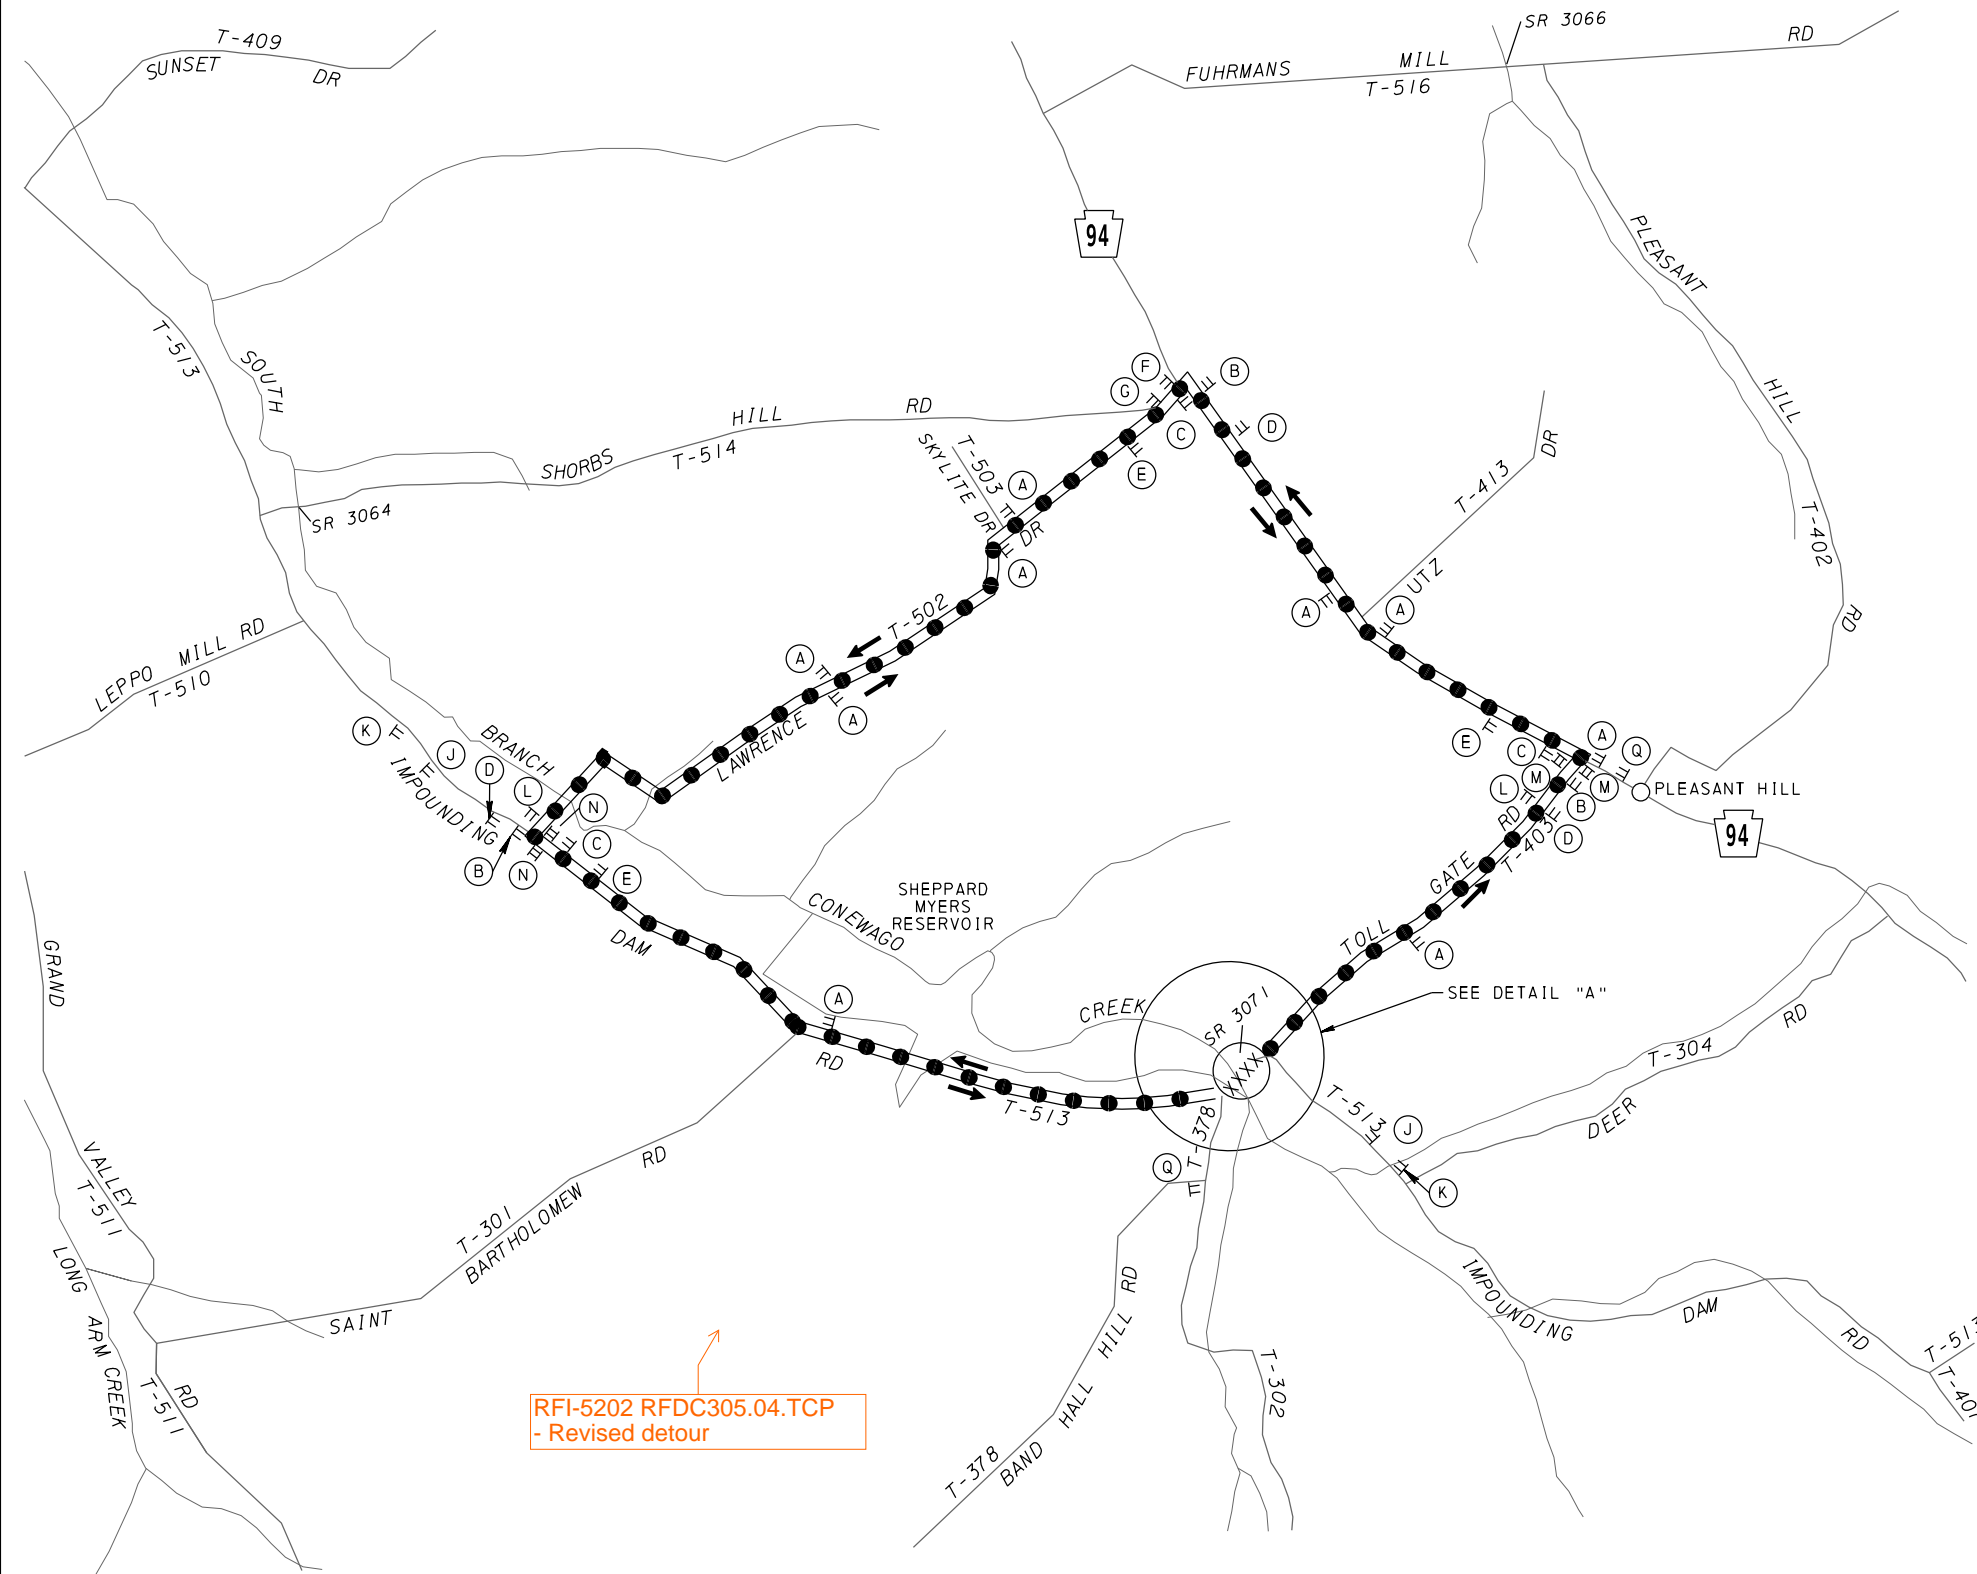 T-409
SUNSET DR
SR 3066
FUHRMANS MILL RD
T-516
94
PLEASANT HILL RD
T-402
T-513
SOUTH
SHORBS HILL RD
T-514
SR 3064
T-503
SKYLITE DR
F
B
G
C
D
E
A
DR
A
T-413
UTZ DR
A
A
T-502
LEPPO MILL RD
T-510
A
A
LAWRENCE
K
J
D
BRANCH
IMPOUNDING
L
N
C
B
N
E
DAM
E
C
A
Q
M
L
M
B
D
PLEASANT HILL
94
RD
T-403
GATE
TOLL
A
SHEPPARD
MYERS
RESERVOIR
CONEWAGO
CREEK
SR 3071
SEE DETAIL "A"
A
RD
T-513
T-378
T-513
J
K
Q
T-304
DEER RD
GRAND
VALLEY
T-511
LONG
ARM CREEK
RD
T-511
T-301
SAINT BARTHOLOMEW RD
IMPOUNDING
DAM
RD
T-513
T-401
T-302
T-378
BAND HALL HILL RD
RFI-5202 RFDC305.04.TCP
- Revised detour
XXXX